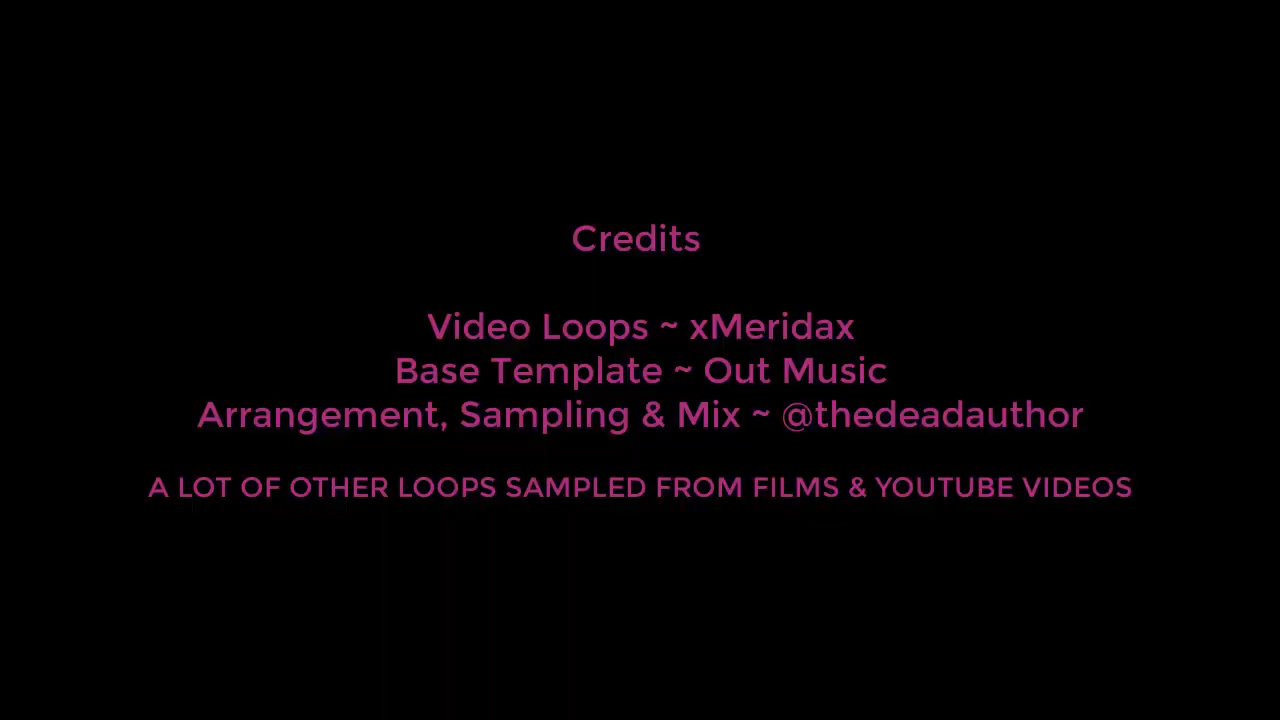 Credits
Video Loops ~ xMeridax
Base Template ~ Out Music
Arrangement, Sampling & Mix ~ @thedeadauthor
A LOT OF OTHER LOOPS SAMPLED FROM FILMS & YOUTUBE VIDEOS